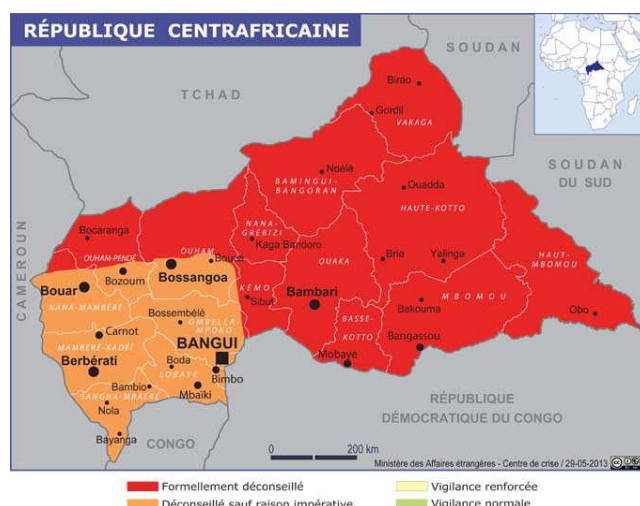 RÉPUBLIQUE CENTRAFRICAINE
SOUDAN
TCHAD
Birao
Gordil
VAKAGA
SOUDAN
DU SUD
Ndélé
BAMINGUI-
BANGORAN
Ouadda
HAUTE-KOTTO
NANA-
GRÉBIZI
Bocaranga
Kaga Bandoro
OUHAM
OUHAM-PENDÉ
Bouca
OUAKA
Bria
Yalinga
HAUT-
MBOMOU
CAMEROUN
Bossangoa
Bozoum
Bouar
KÉMO
Sibut
Bambari
Bakouma
MBOMOU
Obo
NANA-MAMBÉRÉ
Bossembélé
OMBELLA-
MPOKO
BASSE-
KOTTO
Carnot
MAMBÉRÉ-KADÉÏ
BANGUI
Bangassou
Mobaye
Berbérati
Boda
LOBAYE
Bimbo
Bambio
Mbaïki
SANGHA-MBAÉRÉ
Nola
Bayanga
CONGO
RÉPUBLIQUE
DÉMOCRATIQUE DU CONGO
0 200 km
Ministère des Affaires étrangères - Centre de crise / 29-05-2013
Formellement déconseillé
Vigilance renforcée
Déconseillé sauf raison impérative
Vigilance normale